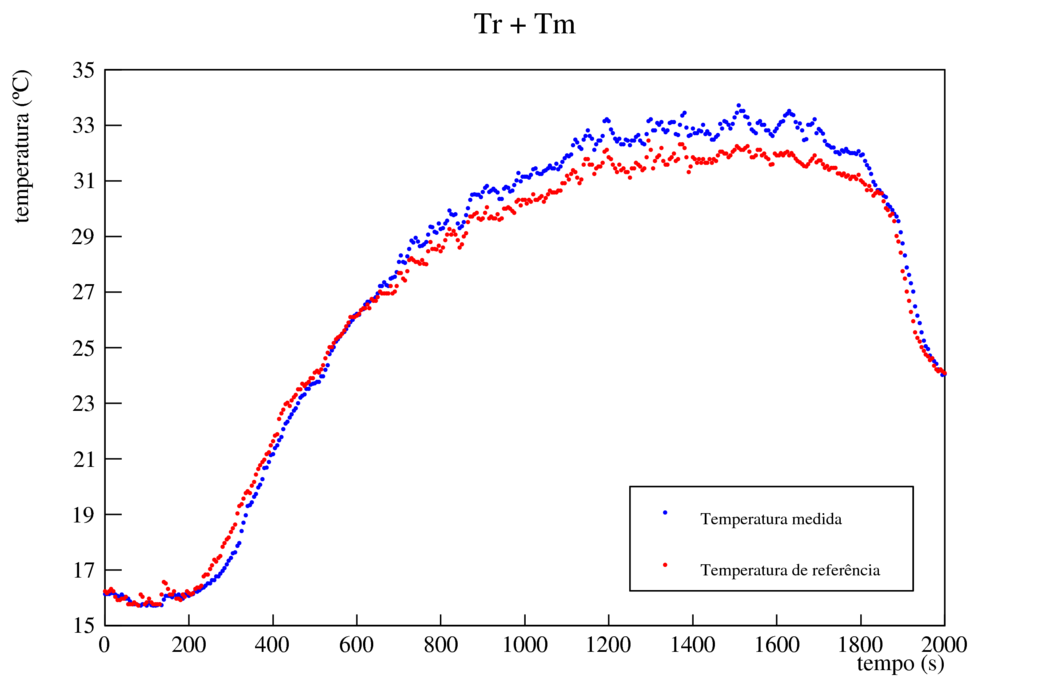 Tr + Tm
temperatura (ºC)
35
33
31
29
27
25
23
21
19
17
15
0 200 400 600 800 1000 1200 1400 1600 1800 2000
tempo (s)
Temperatura medida
Temperatura de referência